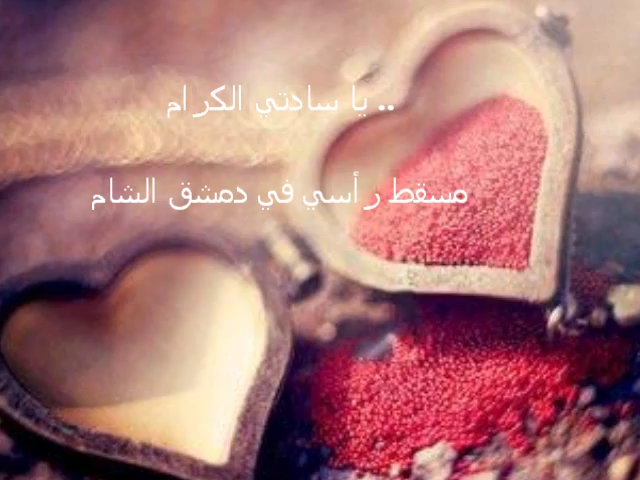 يا سادتي الكرام ..
مسقط رأسي في دمشق الشام